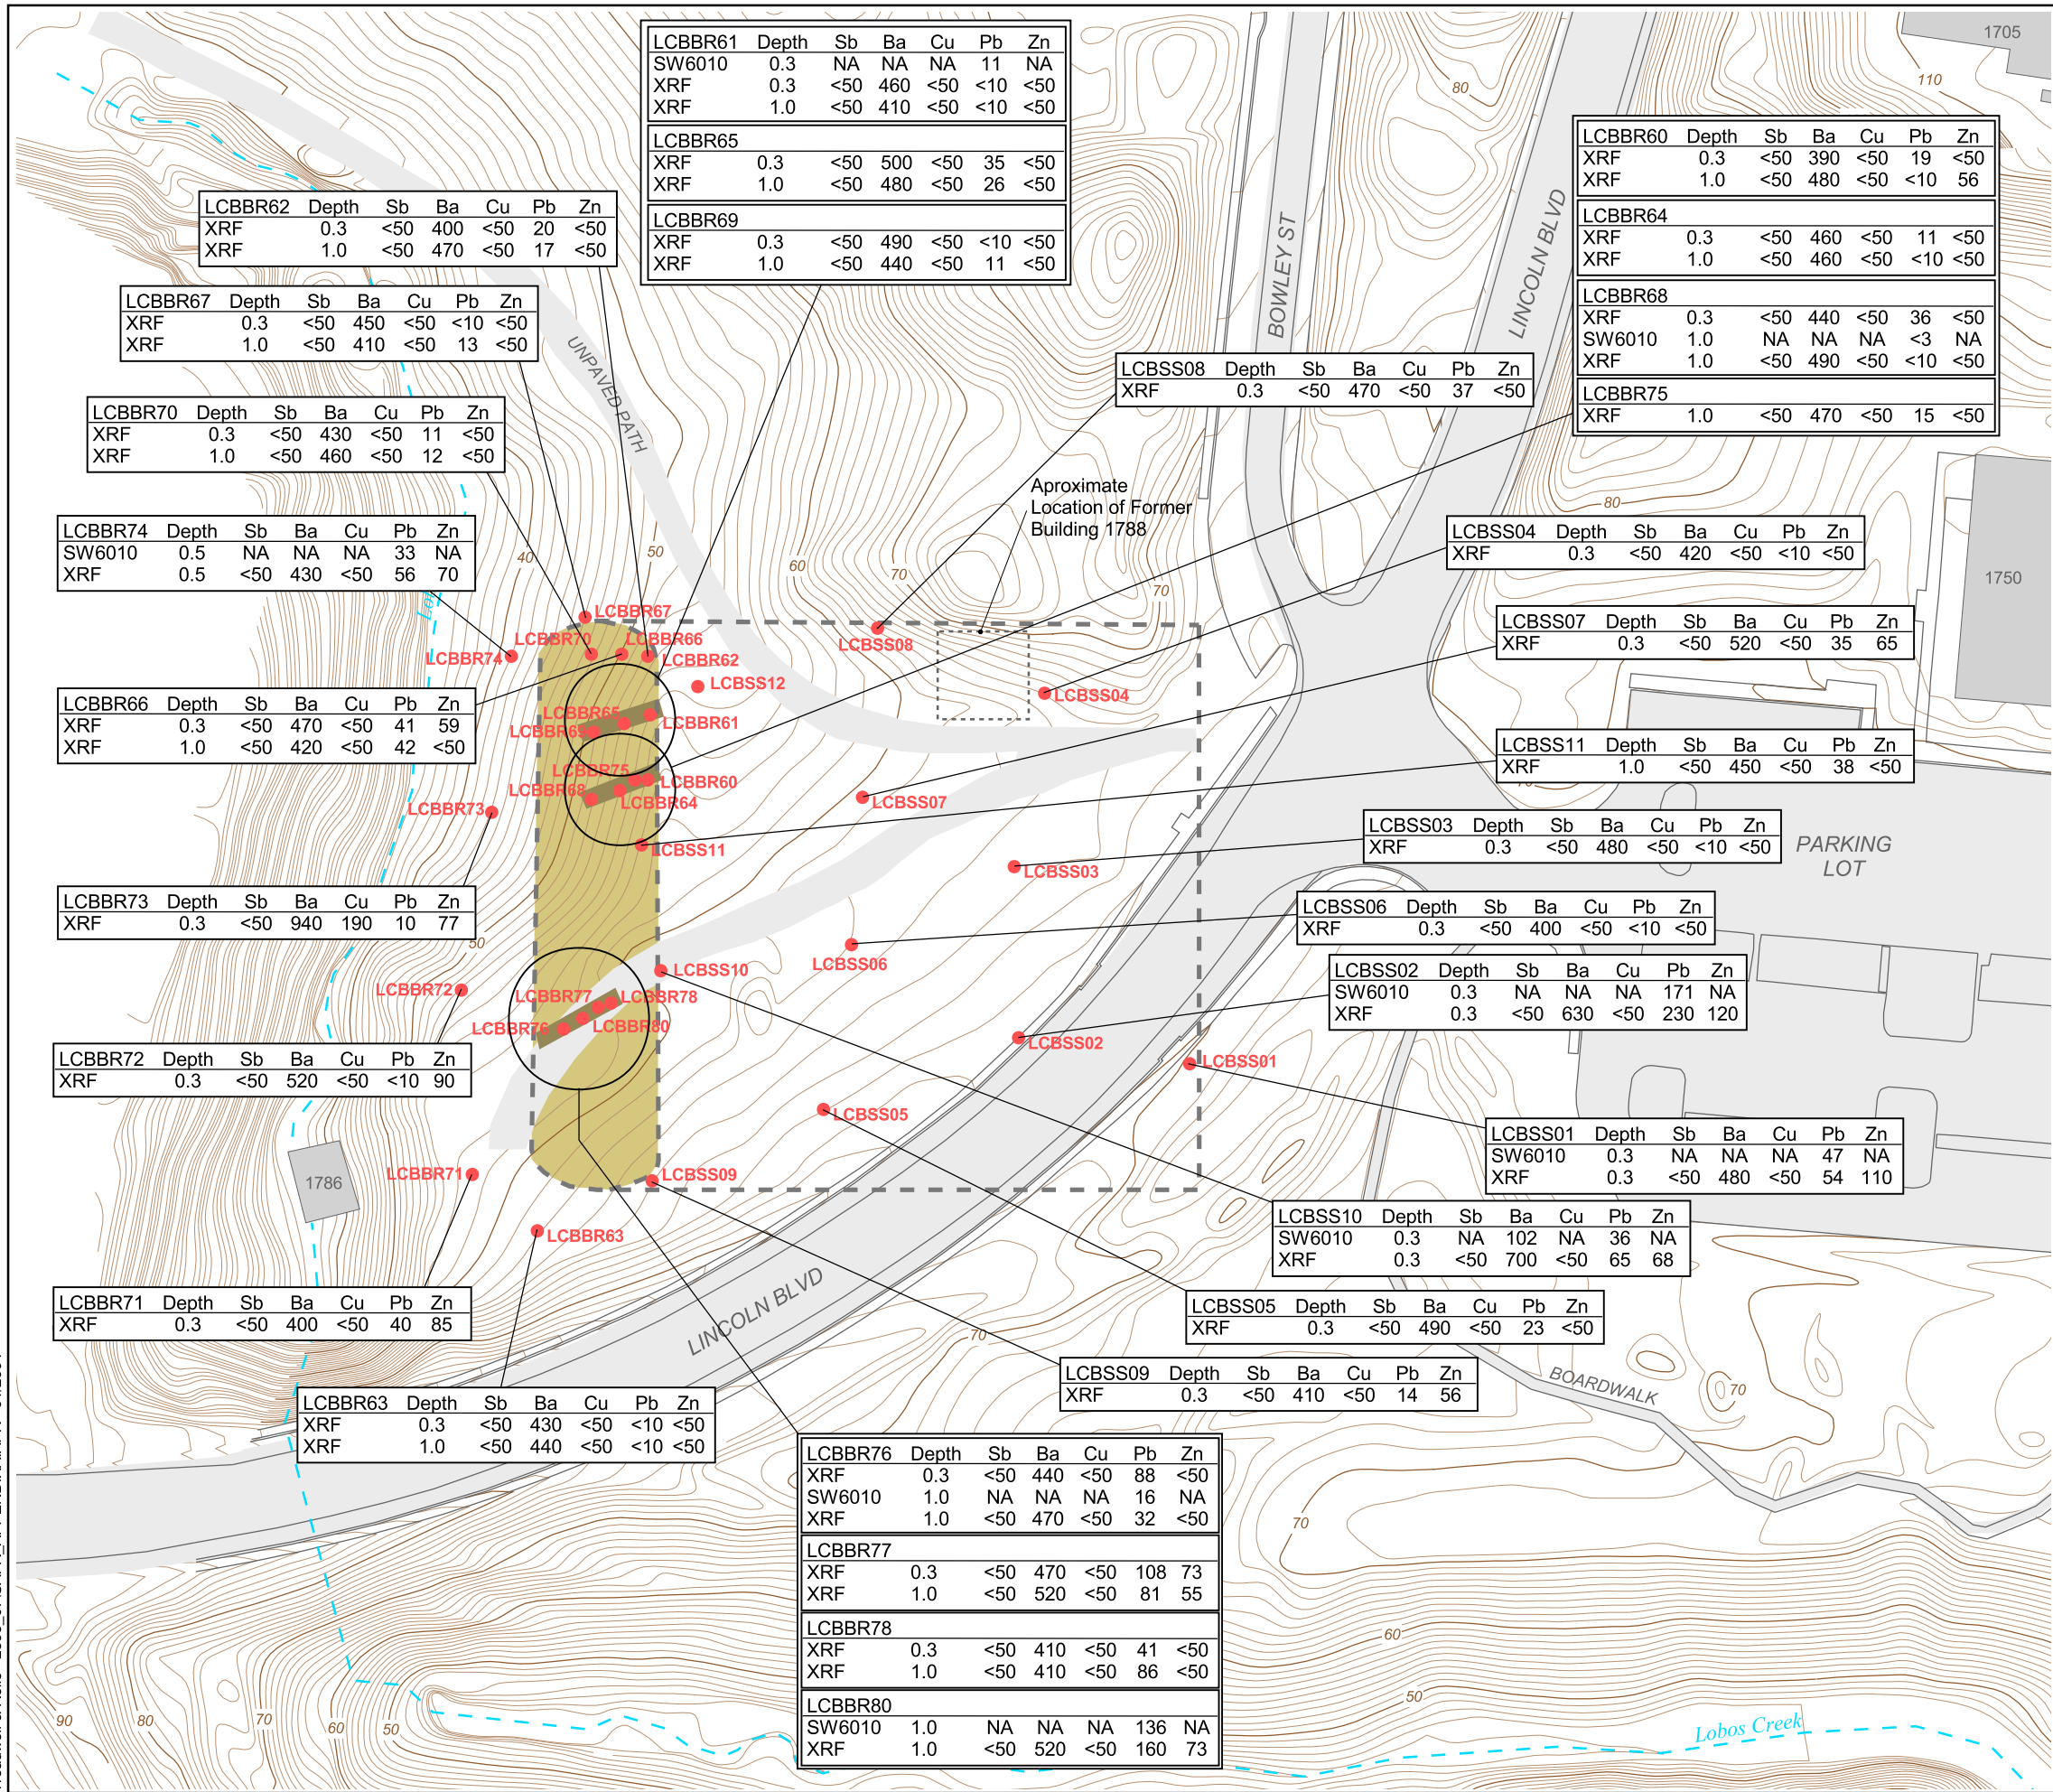 LCBBR61 Depth Sb Ba Cu Pb Zn
SW6010 0.3 NA NA NA 11 NA
XRF 0.3 <50 460 <50 <10 <50
XRF 1.0 <50 410 <50 <10 <50
LCBBR65
XRF 0.3 <50 500 <50 35 <50
XRF 1.0 <50 480 <50 26 <50
LCBBR69
XRF 0.3 <50 490 <50 <10 <50
XRF 1.0 <50 440 <50 11 <50
1705
110
80
LCBBR60 Depth Sb Ba Cu Pb Zn
XRF 0.3 <50 390 <50 19 <50
XRF 1.0 <50 480 <50 <10 56
LCBBR64
XRF 0.3 <50 460 <50 11 <50
XRF 1.0 <50 460 <50 <10 <50
LCBBR68
XRF 0.3 <50 440 <50 36 <50
SW6010 1.0 NA NA NA <3 NA
XRF 1.0 <50 490 <50 <10 <50
LCBBR75
XRF 1.0 <50 470 <50 15 <50
LCBBR62 Depth Sb Ba Cu Pb Zn
XRF 0.3 <50 400 <50 20 <50
XRF 1.0 <50 470 <50 17 <50
BOWLEY ST
LINCOLN BLVD
LCBBR67 Depth Sb Ba Cu Pb Zn
XRF 0.3 <50 450 <50 <10 <50
XRF 1.0 <50 410 <50 13 <50
UNPAVED PATH
LCBSS08 Depth Sb Ba Cu Pb Zn
XRF 0.3 <50 470 <50 37 <50
LCBBR70 Depth Sb Ba Cu Pb Zn
XRF 0.3 <50 430 <50 11 <50
XRF 1.0 <50 460 <50 12 <50
Aproximate
Location of Former
Building 1788
80
LCBBR74 Depth Sb Ba Cu Pb Zn
SW6010 0.5 NA NA NA 33 NA
XRF 0.5 <50 430 <50 56 70
LCBSS04 Depth Sb Ba Cu Pb Zn
XRF 0.3 <50 420 <50 <10 <50
40
50
60
70
70
1750
LCBSS07 Depth Sb Ba Cu Pb Zn
XRF 0.3 <50 520 <50 35 65
LCBBR67
LCBBR70
LCBBR66
LCBBR74
LCBBR62
LCBSS08
LCBSS12
LCBSS04
LCBBR66 Depth Sb Ba Cu Pb Zn
XRF 0.3 <50 470 <50 41 59
XRF 1.0 <50 420 <50 42 <50
LCBBR65
LCBBR61
LCBBR69
LCBSS11 Depth Sb Ba Cu Pb Zn
XRF 1.0 <50 450 <50 38 <50
LCBBR75
LCBBR60
LCBBR68
LCBBR64
LCBBR73
LCBSS07
LCBSS11
LCBSS03 Depth Sb Ba Cu Pb Zn
XRF 0.3 <50 480 <50 <10 <50
PARKING
LOT
LCBSS03
LCBBR73 Depth Sb Ba Cu Pb Zn
XRF 0.3 <50 940 190 10 77
50
LCBSS06 Depth Sb Ba Cu Pb Zn
XRF 0.3 <50 400 <50 <10 <50
LCBSS06
LCBSS10
LCBSS02 Depth Sb Ba Cu Pb Zn
SW6010 0.3 NA NA NA 171 NA
XRF 0.3 <50 630 <50 230 120
LCBBR72
LCBBR77
LCBBR78
LCBBR76
LCBBR80
LCBSS02
LCBSS01
LCBBR72 Depth Sb Ba Cu Pb Zn
XRF 0.3 <50 520 <50 <10 90
LCBSS05
LCBSS01 Depth Sb Ba Cu Pb Zn
SW6010 0.3 NA NA NA 47 NA
XRF 0.3 <50 480 <50 54 110
1786
LCBBR71
LCBSS09
LCBBR63
LCBSS10 Depth Sb Ba Cu Pb Zn
SW6010 0.3 NA 102 NA 36 NA
XRF 0.3 <50 700 <50 65 68
LINCOLN BLVD
LCBBR71 Depth Sb Ba Cu Pb Zn
XRF 0.3 <50 400 <50 40 85
LCBSS05 Depth Sb Ba Cu Pb Zn
XRF 0.3 <50 490 <50 23 <50
70
LCBSS09 Depth Sb Ba Cu Pb Zn
XRF 0.3 <50 410 <50 14 56
BOARDWALK
70
LCBBR63 Depth Sb Ba Cu Pb Zn
XRF 0.3 <50 430 <50 <10 <50
XRF 1.0 <50 440 <50 <10 <50
LCBBR76 Depth Sb Ba Cu Pb Zn
XRF 0.3 <50 440 <50 88 <50
SW6010 1.0 NA NA NA 16 NA
XRF 1.0 <50 470 <50 32 <50
LCBBR77
XRF 0.3 <50 470 <50 108 73
XRF 1.0 <50 520 <50 81 55
LCBBR78
XRF 0.3 <50 410 <50 41 <50
XRF 1.0 <50 410 <50 86 <50
LCBBR80
SW6010 1.0 NA NA NA 136 NA
XRF 1.0 <50 520 <50 160 73
70
60
50
90
80
70
60
50
Lobos Creek